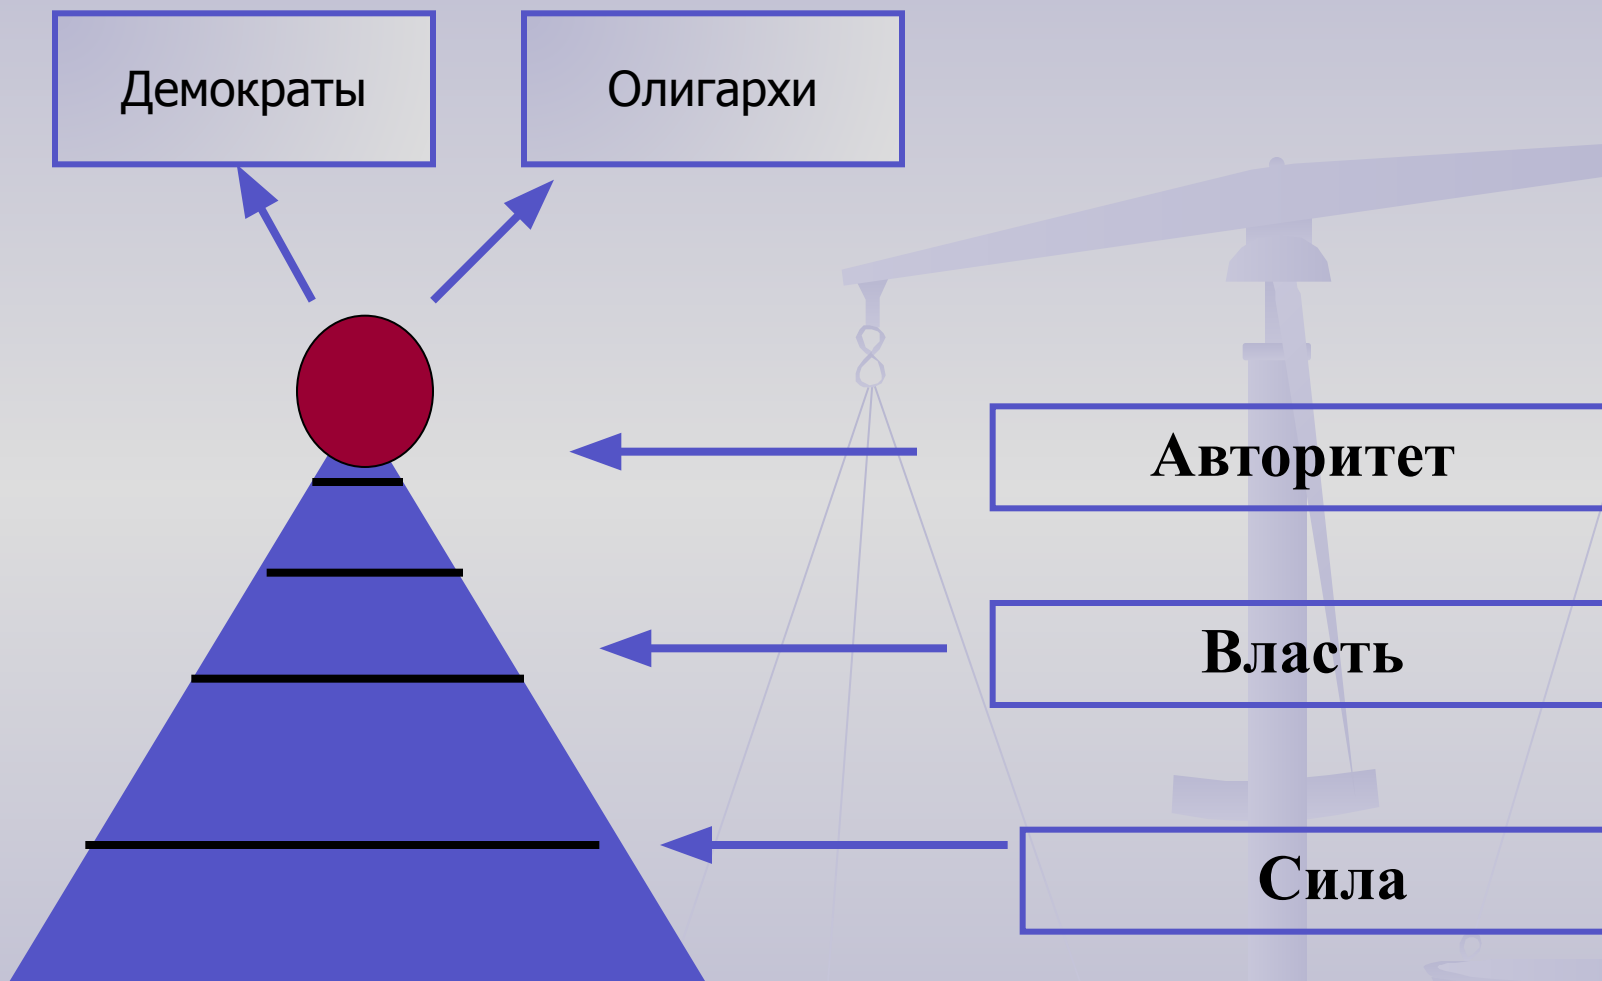 Демократы
Олигархи
Авторитет
Власть
Сила